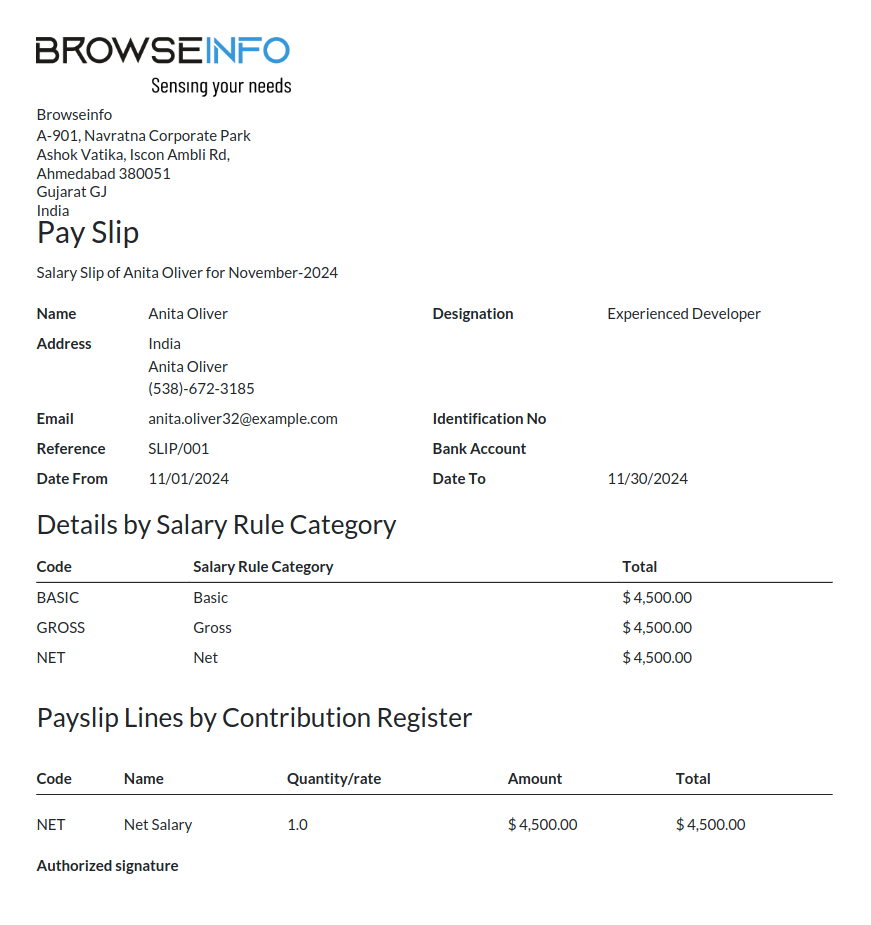 BROWSEINFO
Sensing your needs
Browseinfo
A-901, Navratna Corporate Park
Ashok Vatika, Iscon Ambli Rd,
Ahmedabad 380051
Gujarat GJ
India
Pay Slip
Salary Slip of Anita Oliver for November-2024
Name Anita Oliver Designation Experienced Developer
Address India
Anita Oliver
(538)-672-3185
Email anita.oliver32@example.com Identification No
Reference SLIP/001 Bank Account
Date From 11/01/2024 Date To 11/30/2024
Details by Salary Rule Category
Code Salary Rule Category Total
BASIC Basic $ 4,500.00
GROSS Gross $ 4,500.00
NET Net $ 4,500.00
Payslip Lines by Contribution Register
Code Name Quantity/rate Amount Total
NET Net Salary 1.0 $ 4,500.00 $ 4,500.00
Authorized signature